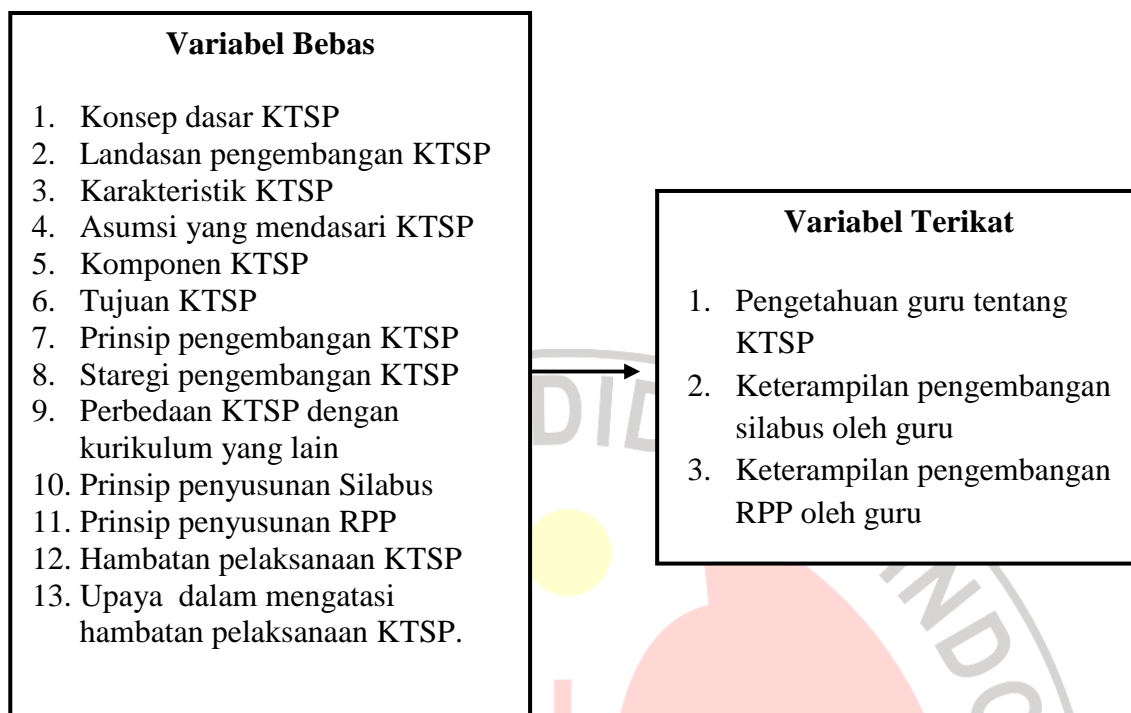 Variabel Bebas
1. Konsep dasar KTSP
2. Landasan pengembangan KTSP
3. Karakteristik KTSP
4. Asumsi yang mendasari KTSP
5. Komponen KTSP
6. Tujuan KTSP
7. Prinsip pengembangan KTSP
8. Staregi pengembangan KTSP
9. Perbedaan KTSP dengan
kurikulum yang lain
10. Prinsip penyusunan Silabus
11. Prinsip penyusunan RPP
12. Hambatan pelaksanaan KTSP
13. Upaya dalam mengatasi
hambatan pelaksanaan KTSP.
Variabel Terikat
1. Pengetahuan guru tentang
KTSP
2. Keterampilan pengembangan
silabus oleh guru
3. Keterampilan pengembangan
RPP oleh guru